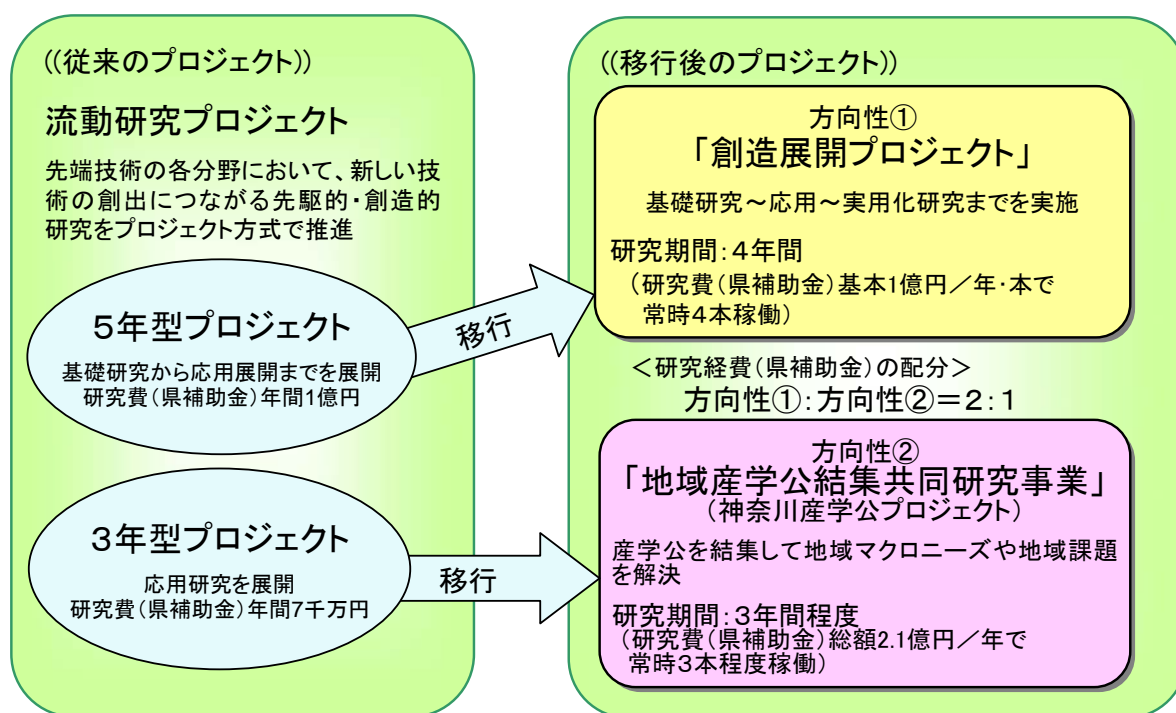 ((従来のプロジェクト))
流動研究プロジェクト
先端技術の各分野において、新しい技
術の創出につながる先駆的・創造的
研究をプロジェクト方式で推進
5年型プロジェクト
基礎研究から応用展開までを展開
研究費(県補助金)年間1億円
移行
3年型プロジェクト
応用研究を展開
研究費(県補助金)年間7千万円
移行
((移行後のプロジェクト))
方向性①
「創造展開プロジェクト」
基礎研究~応用~実用化研究までを実施
研究期間:4年間
(研究費(県補助金)基本1億円/年・本で
常時4本稼働)
<研究経費(県補助金)の配分>
方向性①:方向性②=2:1
方向性②
「地域産学公結集共同研究事業」
(神奈川産学公プロジェクト)
産学公を結集して地域マクロニーズや地域課題
を解決
研究期間:3年間程度
(研究費(県補助金)総額2.1億円/年で
常時3本程度稼働)